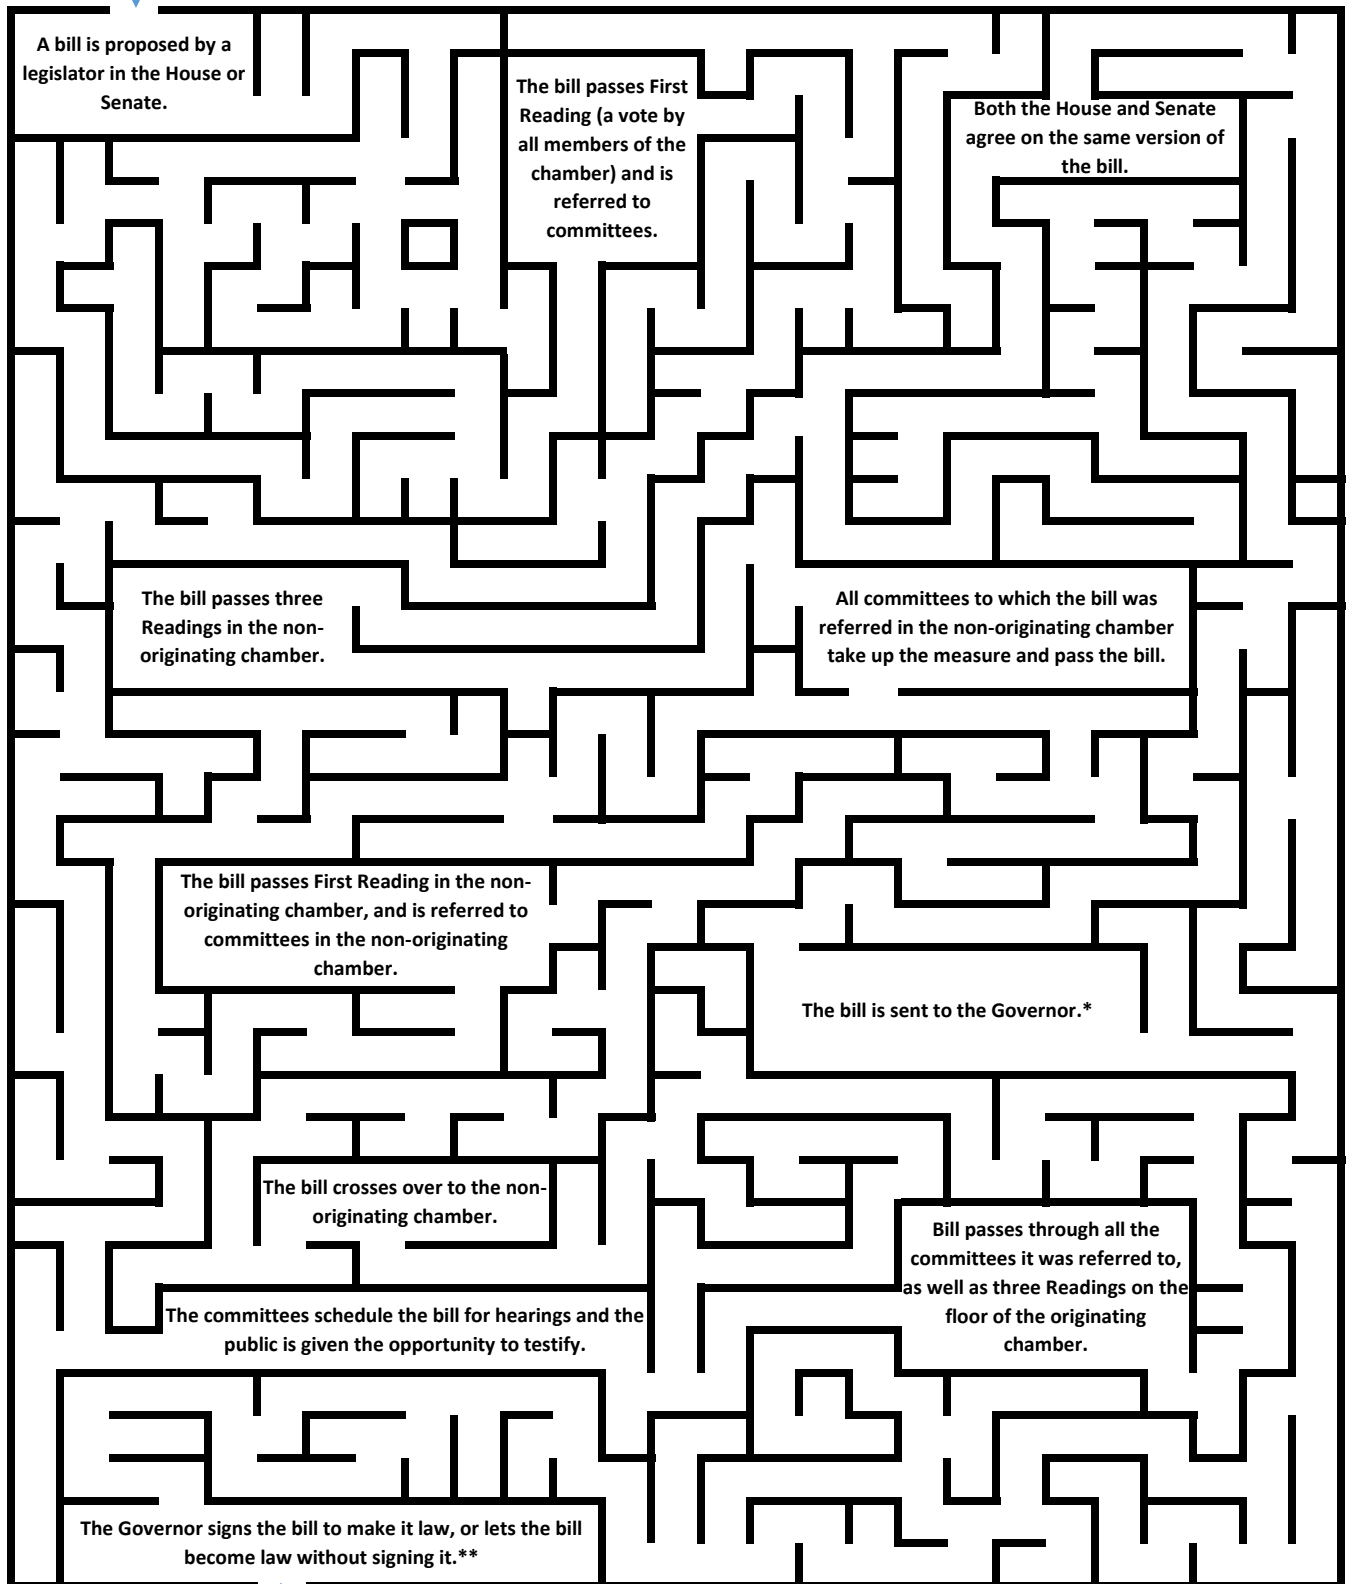 A bill is proposed by a
legislator in the House or
Senate.
The bill passes First
Reading (a vote by
all members of the
chamber) and is
referred to
committees.
Both the House and Senate
agree on the same version of
the bill.
The bill passes three
Readings in the non-
originating chamber.
All committees to which the bill was
referred in the non-originating chamber
take up the measure and pass the bill.
The bill passes First Reading in the non-
originating chamber, and is referred to
committees in the non-originating
chamber.
The bill is sent to the Governor.*
The bill crosses over to the non-
originating chamber.
Bill passes through all the
committees it was referred to,
as well as three Readings on the
floor of the originating
chamber.
The committees schedule the bill for hearings and the
public is given the opportunity to testify.
The Governor signs the bill to make it law, or lets the bill
become law without signing it.**